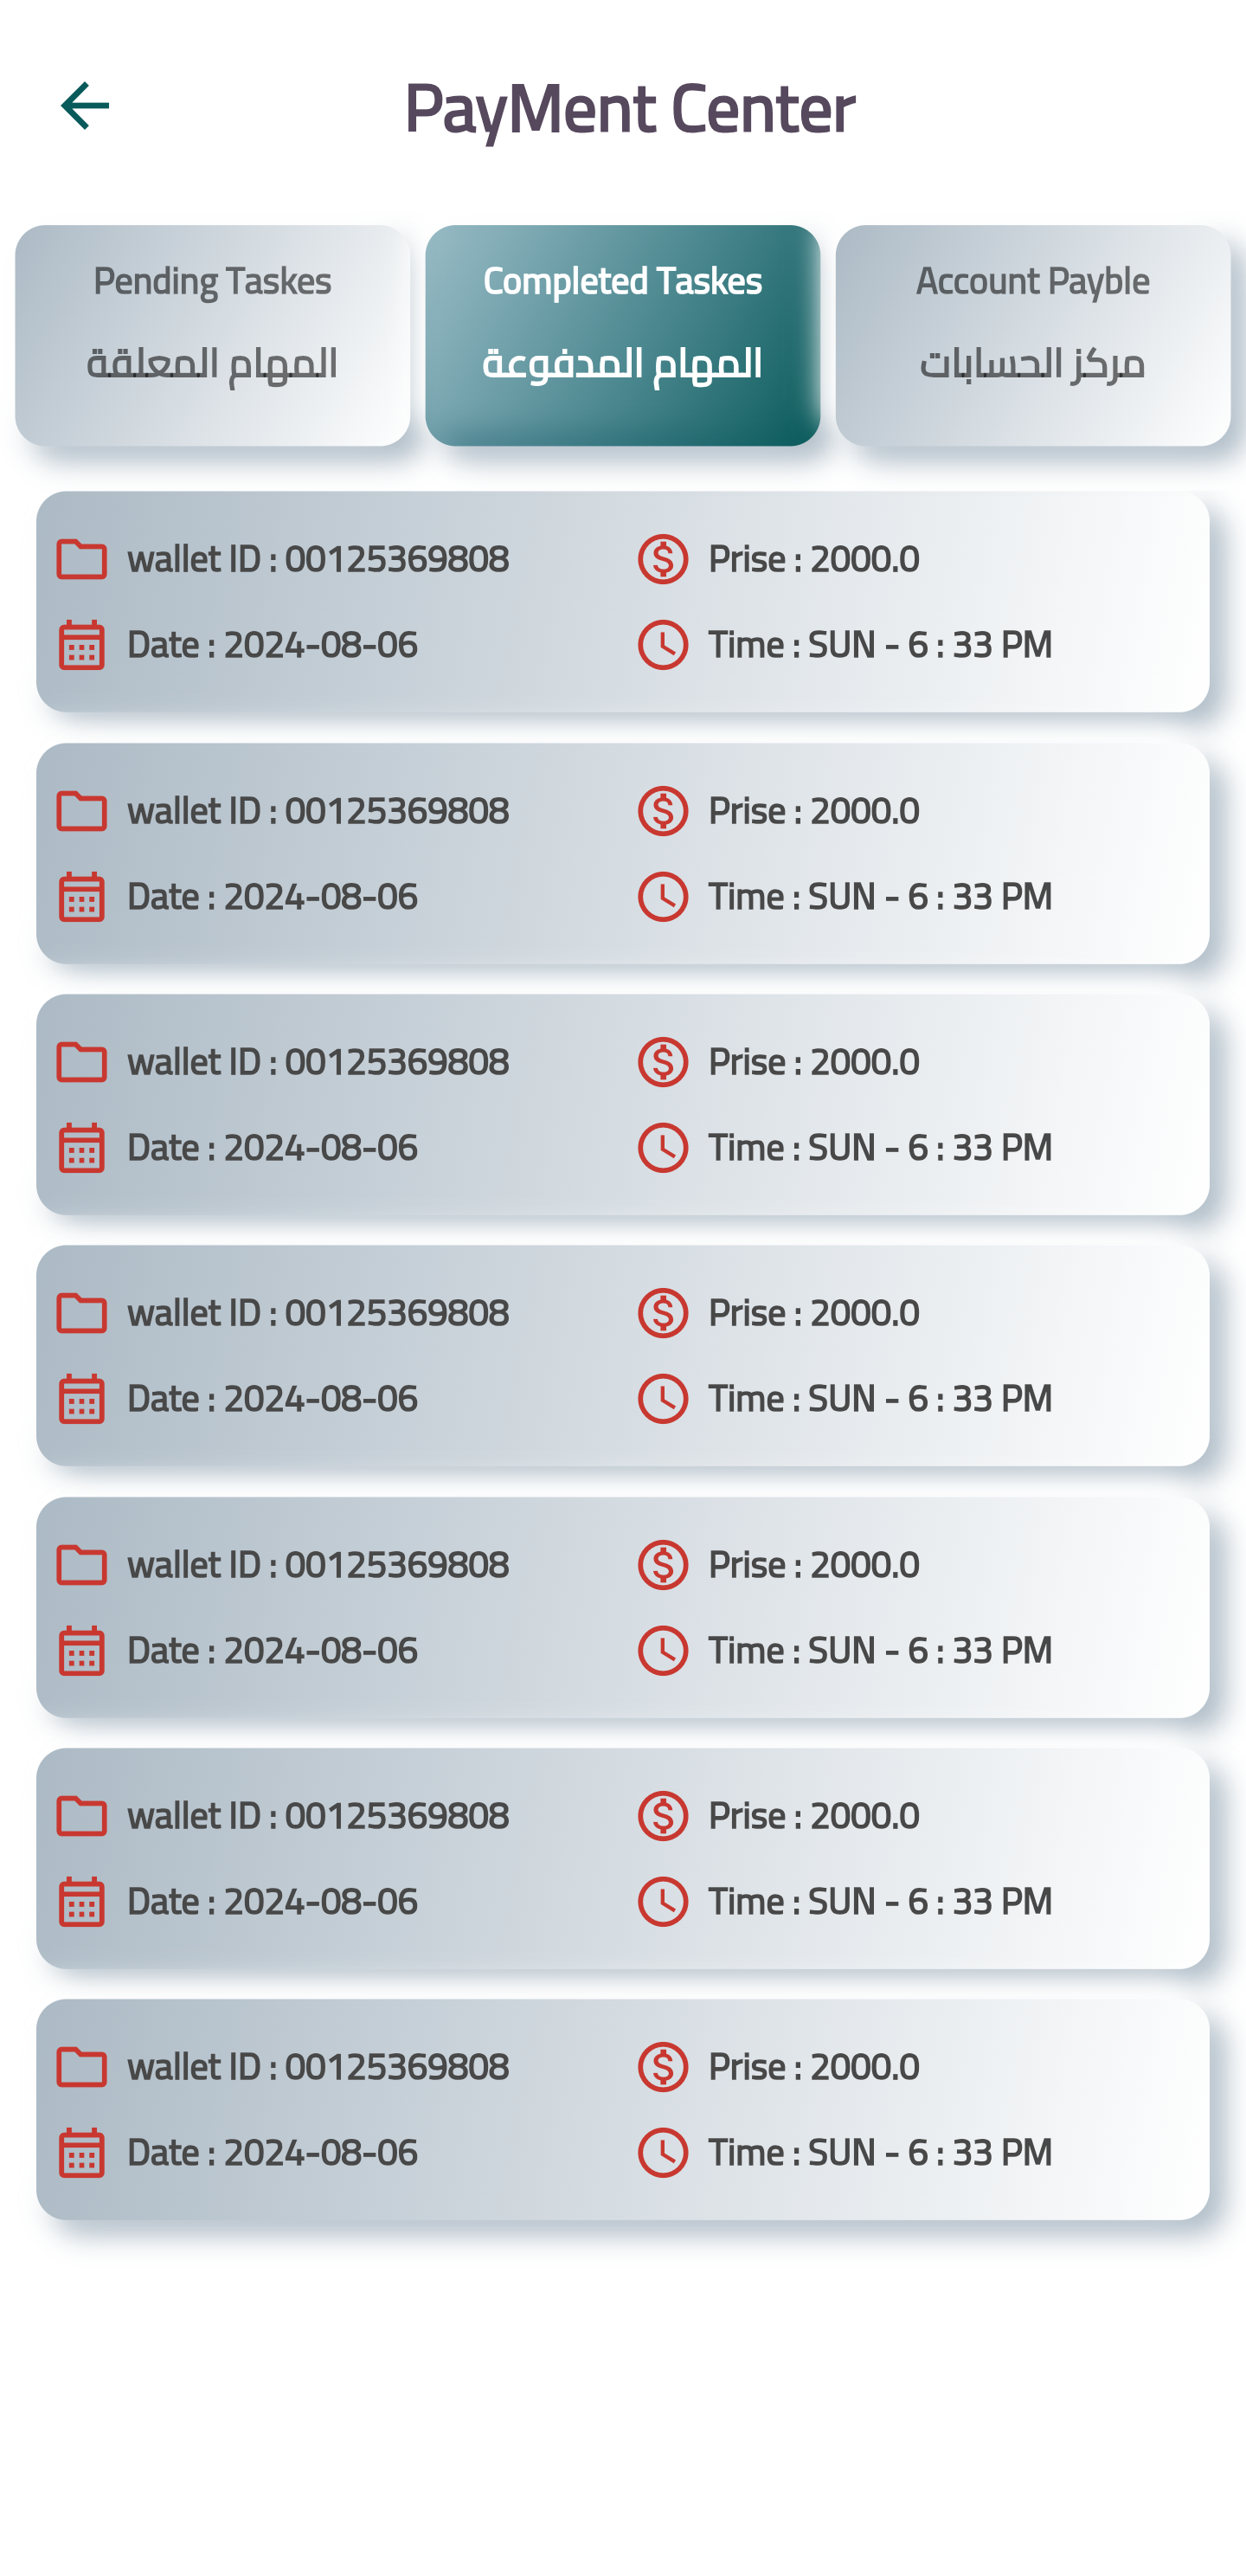 PayMent Center
Pending Taskes
المهام المعلقة
Completed Taskes
المهام المدفوعة
Account Payble
مركز الحسابات
wallet ID : 00125369808
Prise : 2000.0
Date : 2024-08-06
Time : SUN - 6 : 33 PM
wallet ID : 00125369808
Prise : 2000.0
Date : 2024-08-06
Time : SUN - 6 : 33 PM
wallet ID : 00125369808
Prise : 2000.0
Date : 2024-08-06
Time : SUN - 6 : 33 PM
wallet ID : 00125369808
Prise : 2000.0
Date : 2024-08-06
Time : SUN - 6 : 33 PM
wallet ID : 00125369808
Prise : 2000.0
Date : 2024-08-06
Time : SUN - 6 : 33 PM
wallet ID : 00125369808
Prise : 2000.0
Date : 2024-08-06
Time : SUN - 6 : 33 PM
wallet ID : 00125369808
Prise : 2000.0
Date : 2024-08-06
Time : SUN - 6 : 33 PM